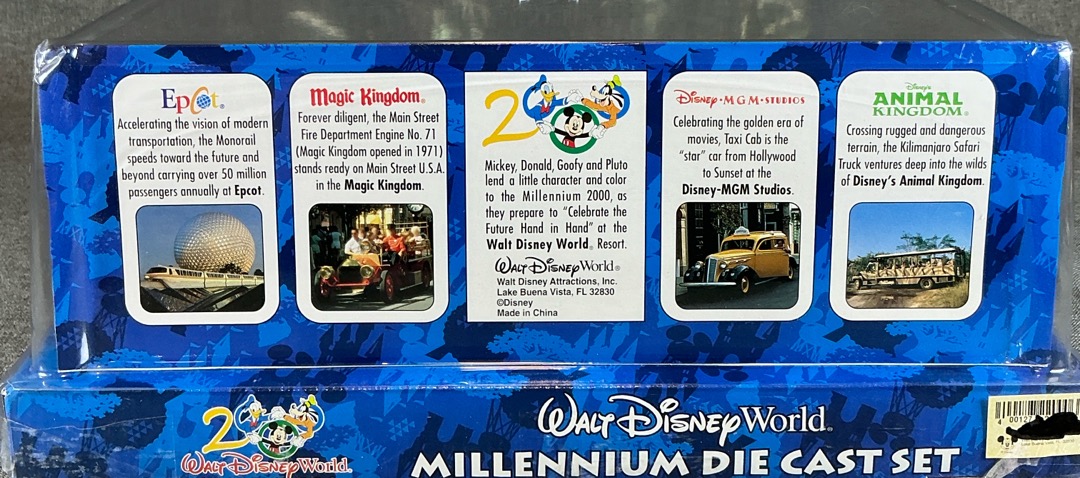 Epcot®
Accelerating the vision of modern
transportation, the Monorail
speeds toward the future and
beyond carrying over 50 million
passengers annually at Epcot.
Magic Kingdom®
Forever diligent, the Main Street
Fire Department Engine No. 71
(Magic Kingdom opened in 1971)
stands ready on Main Street U.S.A.
in the Magic Kingdom.
2000
Mickey, Donald, Goofy and Pluto
lend a little character and color
to the Millennium 2000, as
they prepare to "Celebrate the
Future Hand in Hand" at the
Walt Disney World® Resort.
Walt Disney World®
Walt Disney Attractions, Inc.
Lake Buena Vista, FL 32830
©Disney
Made in China
Disney·MGM·STUDIOS
Celebrating the golden era of
movies, Taxi Cab is the
"star" car from Hollywood
to Sunset at the
Disney-MGM Studios.
Disney's
ANIMAL
KINGDOM®
Crossing rugged and dangerous
terrain, the Kilimanjaro Safari
Truck ventures deep into the wilds
of Disney's Animal Kingdom.
2000
Walt Disney World®
Walt Disney World®
MILLENNIUM DIE CAST SET